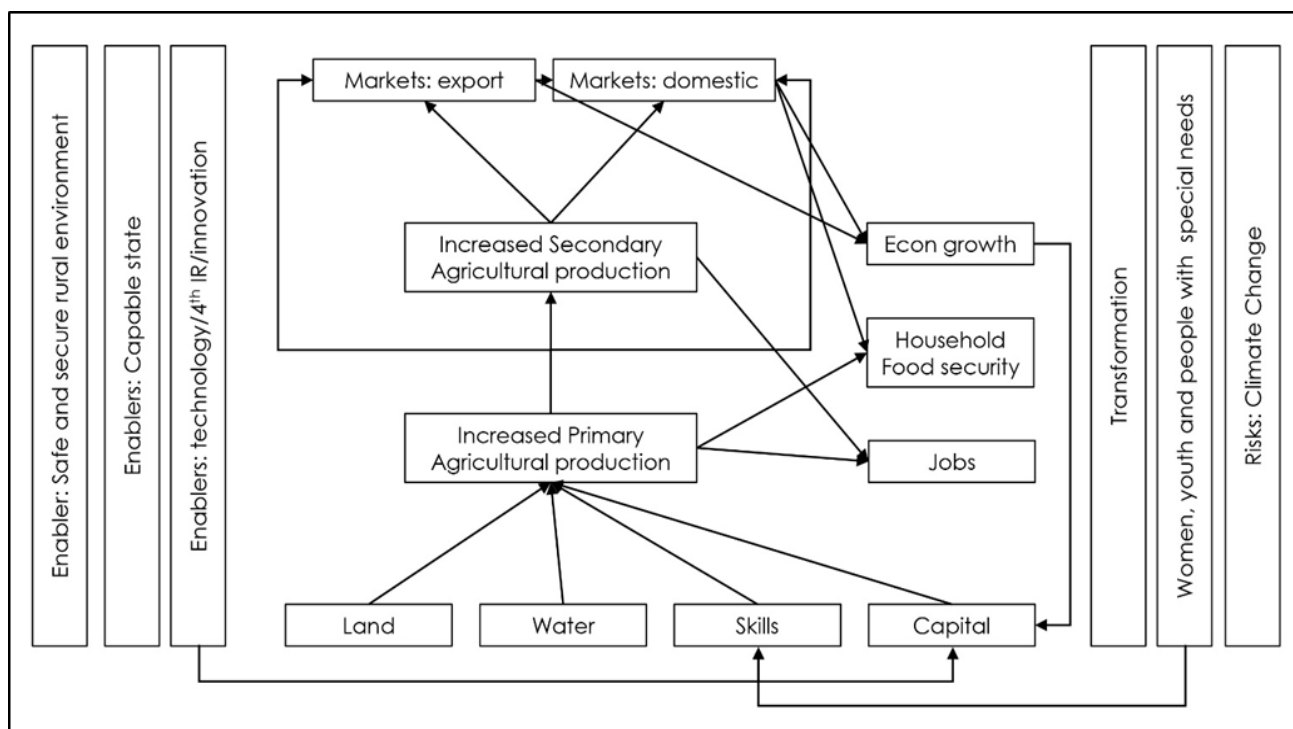 Enabler: Safe and secure rural environment
Enablers: Capable state
Enablers: technology/4th IR/innovation
Markets: export
Markets: domestic
Increased Secondary
Agricultural production
Econ growth
Household
Food security
Increased Primary
Agricultural production
Jobs
Land
Water
Skills
Capital
Transformation
Women, youth and people with  special needs
Risks: Climate Change